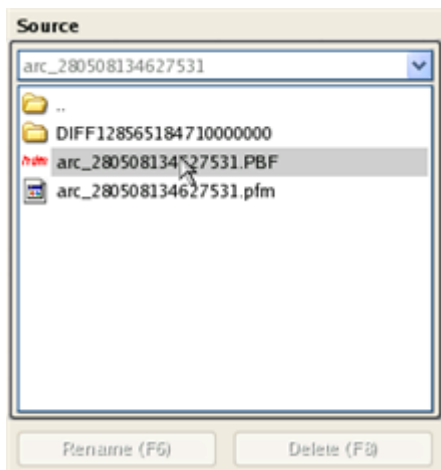 Source
arc_280508134627531
..
DIFF128565184710000000
arc_280508134627531.PBF
arc_280508134627531.pfm
Rename (F6)
Delete (F8)